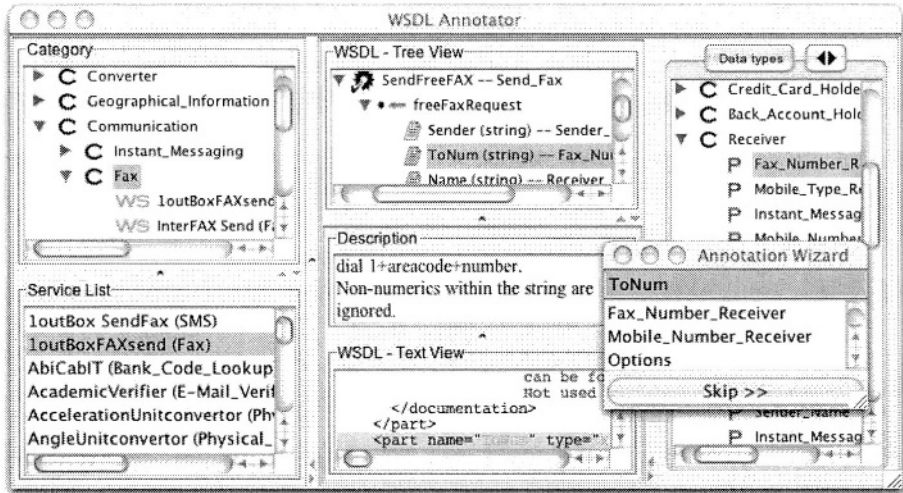 WSDL Annotator
Category
C Converter
C Geographical_Information
C Communication
C Instant_Messaging
C Fax
WS 1outBoxFAXsend
WS InterFAX Send (Fa
Service List
1outBox SendFax (SMS)
1outBoxFAXsend (Fax)
AbiCabIT (Bank_Code_Lookup
AcademicVerifier (E-Mail_Verif
AccelerationUnitconvertor (Phy
AngleUnitconvertor (Physical_
WSDL - Tree View
SendFreeFAX -- Send_Fax
freeFaxRequest
Sender (string) -- Sender_
ToNum (string) -- Fax_Nu
Name (string) -- Receiver
Description
dial 1+areacode+number.
Non-numerics within the string are
ignored.
WSDL - Text View
can be fo
Not used
</documentation>
</part>
<part name=" " type="
Data types
C Credit_Card_Holde
C Back_Account_Hold
C Receiver
P Fax_Number_R
P Mobile_Type_R
P Instant_Messag
P Mobile_Number
Annotation Wizard
ToNum
Fax_Number_Receiver
Mobile_Number_Receiver
Options
Skip >>
P Sender_Name
P Instant_Messag